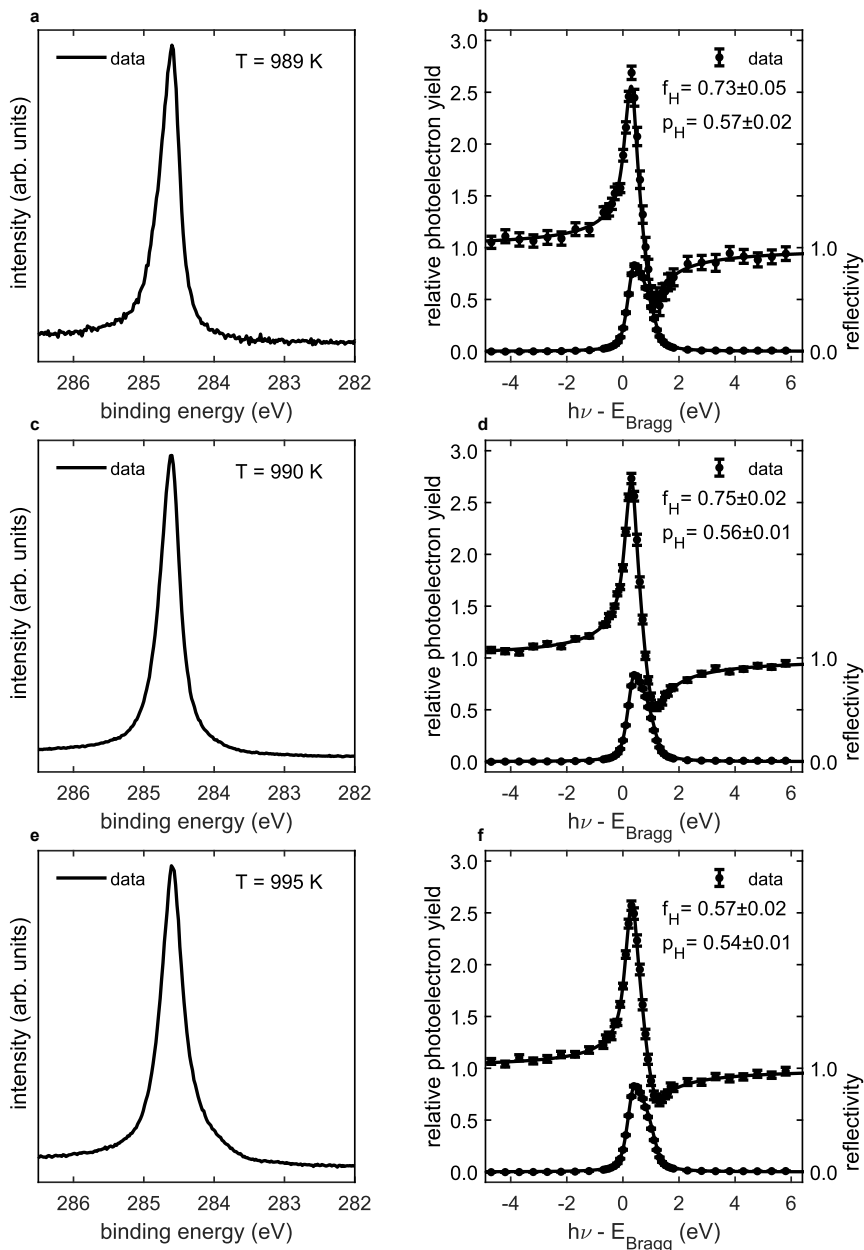 a
intensity (arb. units)
data
T = 989 K
286 285 284 283 282
binding energy (eV)
b
relative photoelectron yield
3.0
2.5
2.0
1.5
1.0
0.5
0.0
data
f_H= 0.73±0.05
p_H= 0.57±0.02
1.0
0.0
reflectivity
-4 -2 0 2 4 6
hν - E_Bragg (eV)
c
intensity (arb. units)
data
T = 990 K
286 285 284 283 282
binding energy (eV)
d
relative photoelectron yield
3.0
2.5
2.0
1.5
1.0
0.5
0.0
data
f_H= 0.75±0.02
p_H= 0.56±0.01
1.0
0.0
reflectivity
-4 -2 0 2 4 6
hν - E_Bragg (eV)
e
intensity (arb. units)
data
T = 995 K
286 285 284 283 282
binding energy (eV)
f
relative photoelectron yield
3.0
2.5
2.0
1.5
1.0
0.5
0.0
data
f_H= 0.57±0.02
p_H= 0.54±0.01
1.0
0.0
reflectivity
-4 -2 0 2 4 6
hν - E_Bragg (eV)